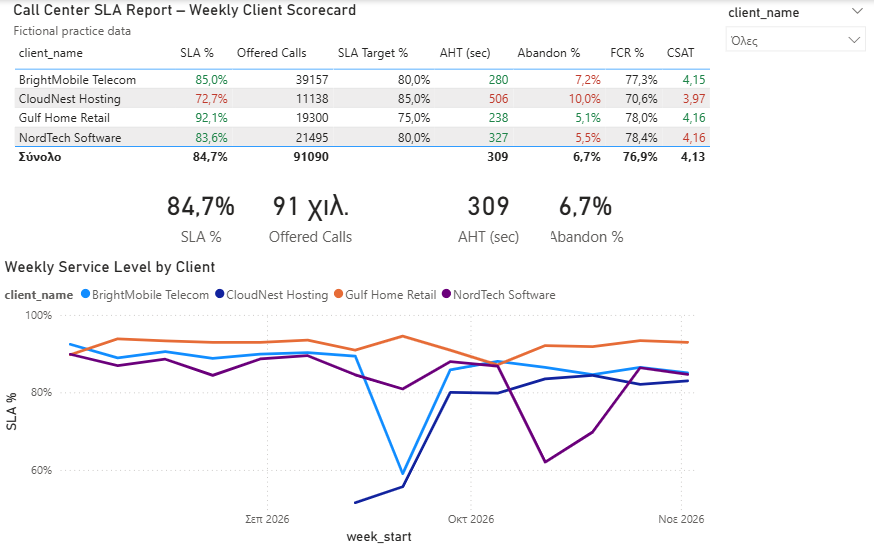 Call Center SLA Report – Weekly Client Scorecard
client_name
Fictional practice data
Όλες
client_name SLA % Offered Calls SLA Target % AHT (sec) Abandon % FCR % CSAT
BrightMobile Telecom 85,0% 39157 80,0% 280 7,2% 77,3% 4,15
CloudNest Hosting 72,7% 11138 85,0% 506 10,0% 70,6% 3,97
Gulf Home Retail 92,1% 19300 75,0% 238 5,1% 78,0% 4,16
NordTech Software 83,6% 21495 80,0% 327 5,5% 78,4% 4,16
Σύνολο 84,7% 91090 309 6,7% 76,9% 4,13
84,7% 91 χιλ. 309 6,7%
SLA % Offered Calls AHT (sec) Abandon %
Weekly Service Level by Client
client_name BrightMobile Telecom CloudNest Hosting Gulf Home Retail NordTech Software
100%
80%
60%
SLA %
Σεπ 2026 Οκτ 2026 Νοε 2026
week_start